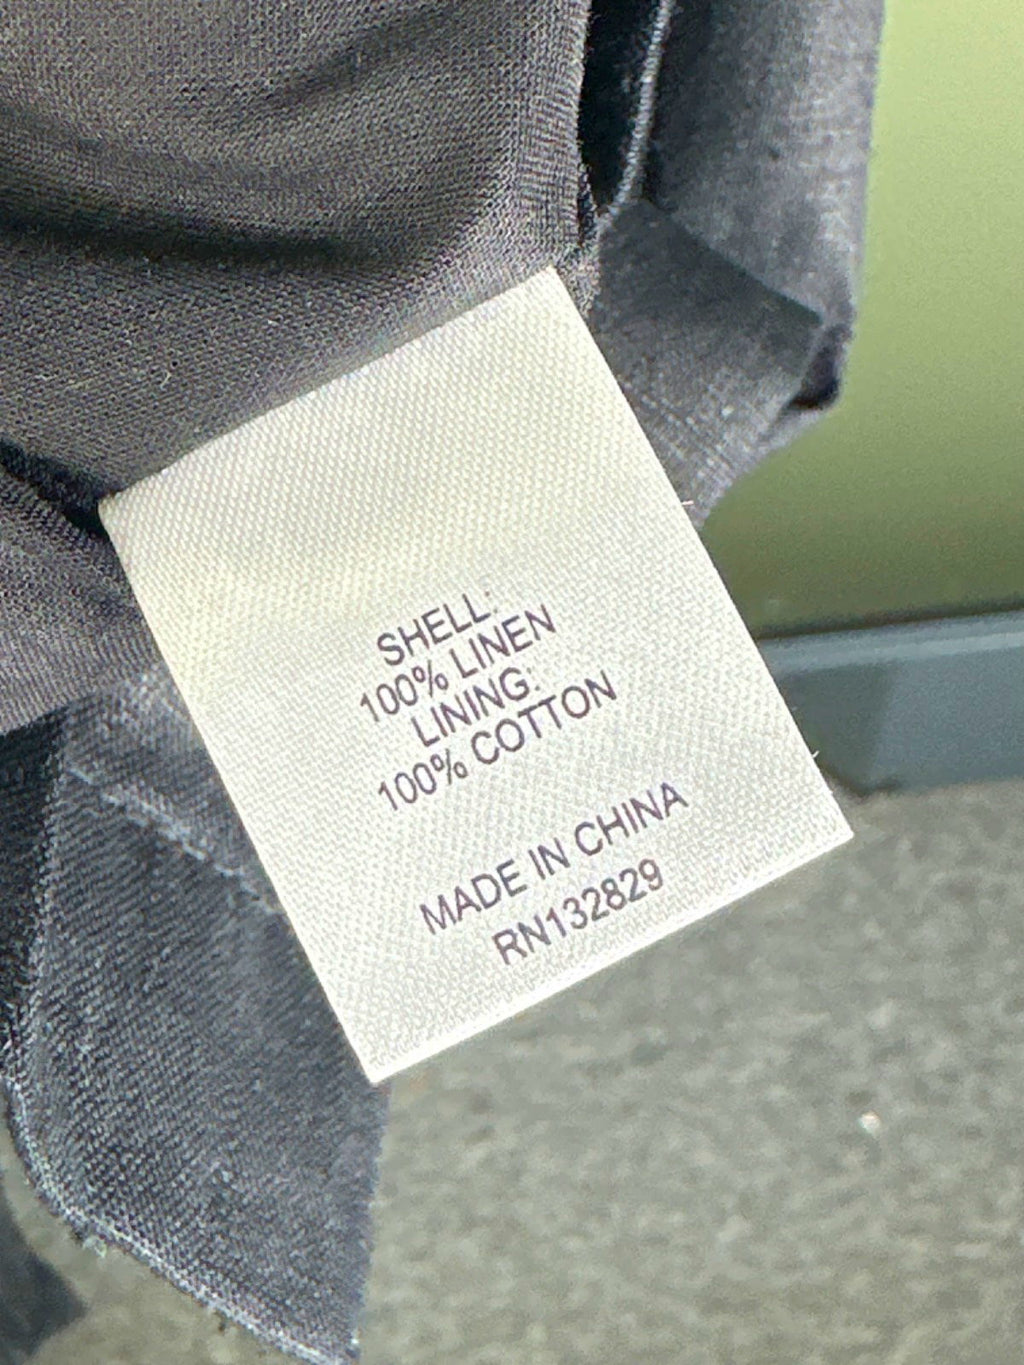 SHELL:
100% LINEN
LINING:
100% COTTON
MADE IN CHINA
RN132829